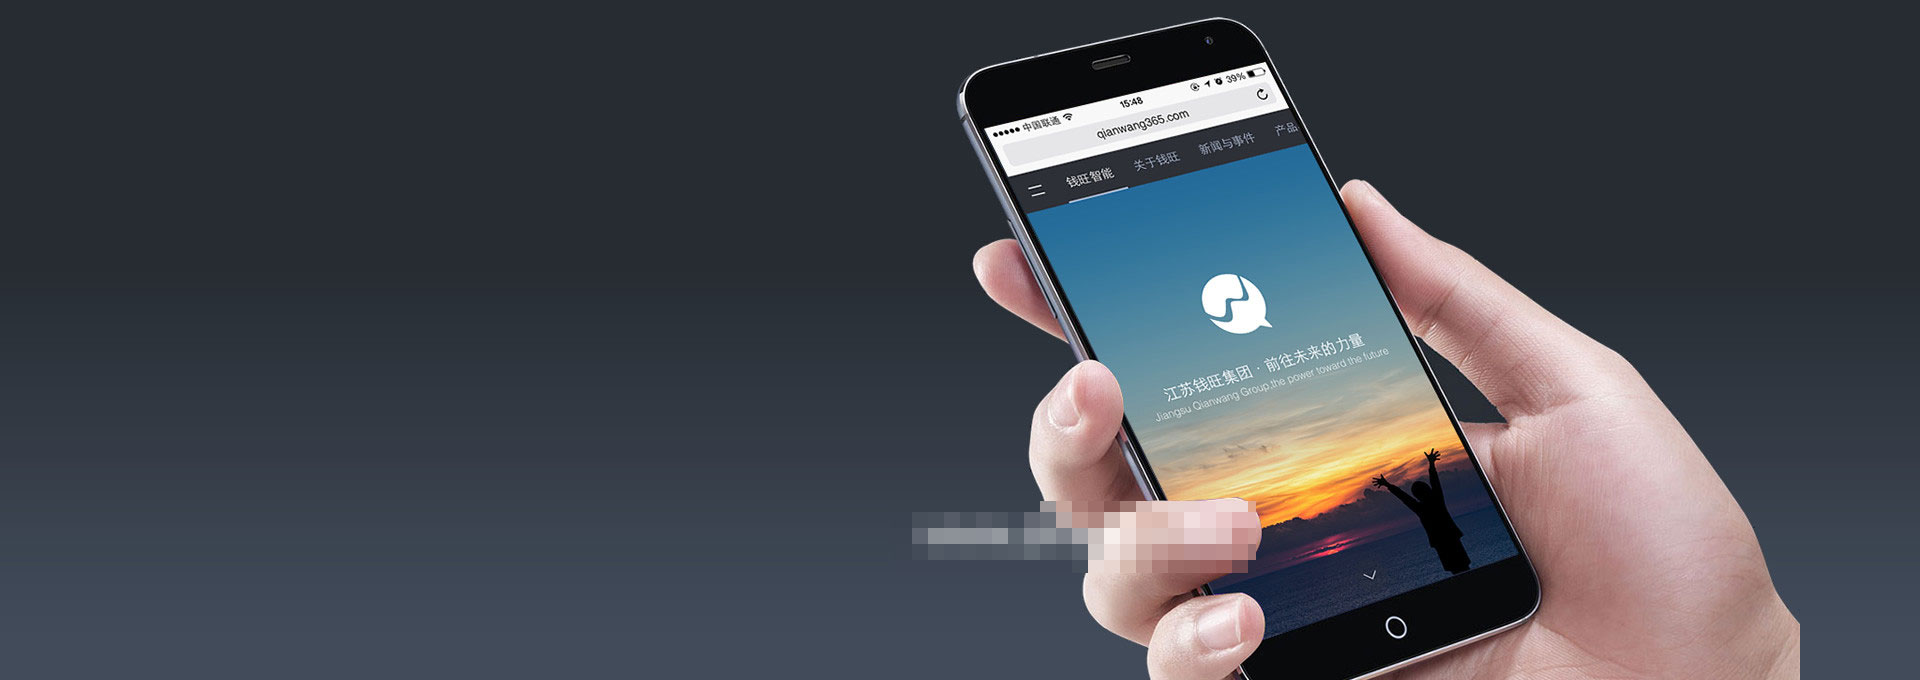 中国联通 15:48 39%
qianwang365.com
钱旺智能 关于钱旺 新闻与事件 产品
江苏钱旺集团 · 前往未来的力量
Jiangsu Qianwang Group,the power toward the future